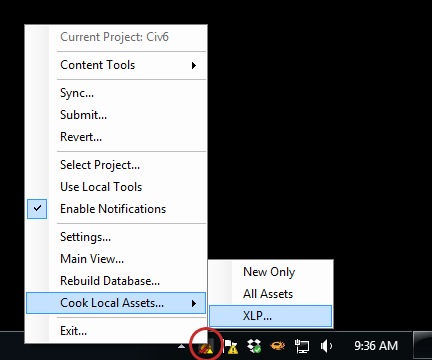 Current Project: Civ6
Content Tools
Sync...
Submit...
Revert...
Select Project...
Use Local Tools
Enable Notifications
Settings...
Main View...
Rebuild Database...
Cook Local Assets...
New Only
All Assets
XLP...
Exit...
9:36 AM